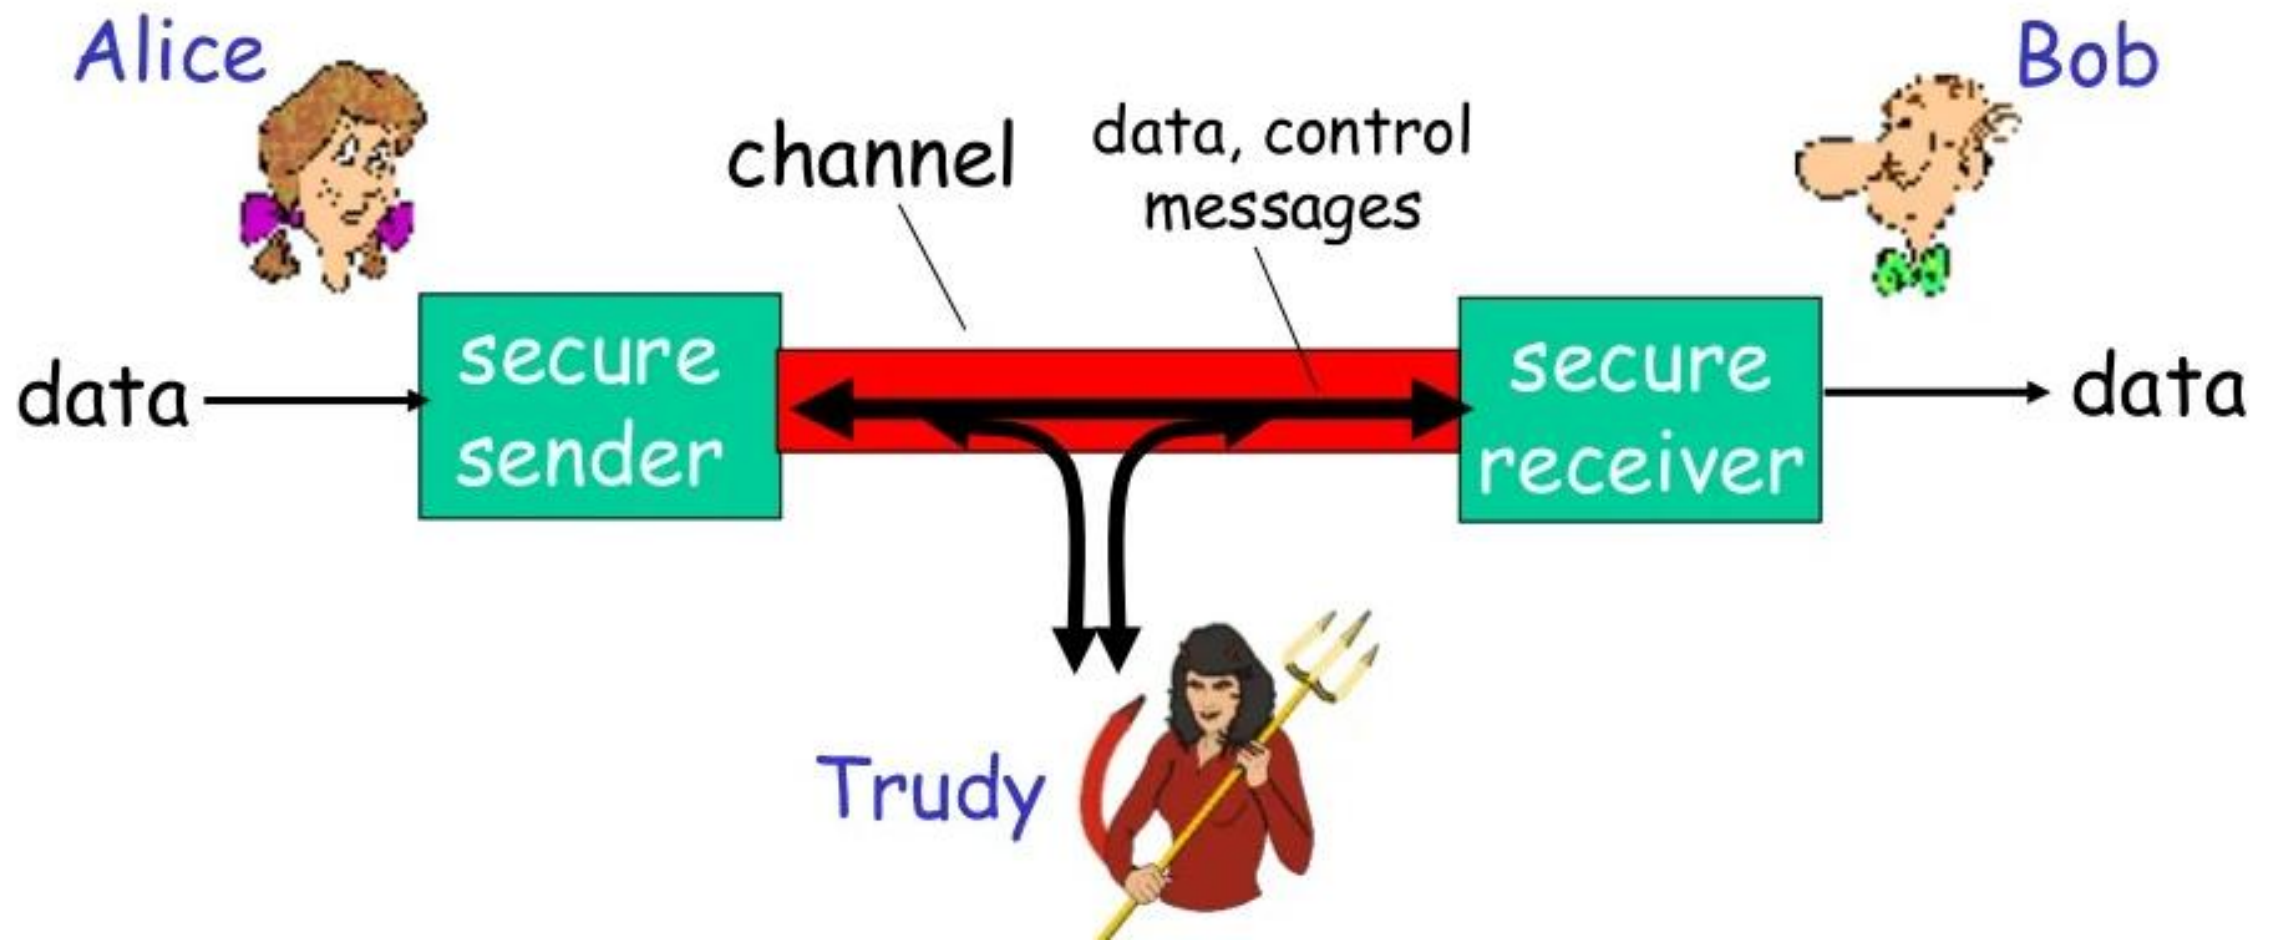 Alice
Bob
channel
data, control
messages
data
secure
sender
secure
receiver
data
Trudy